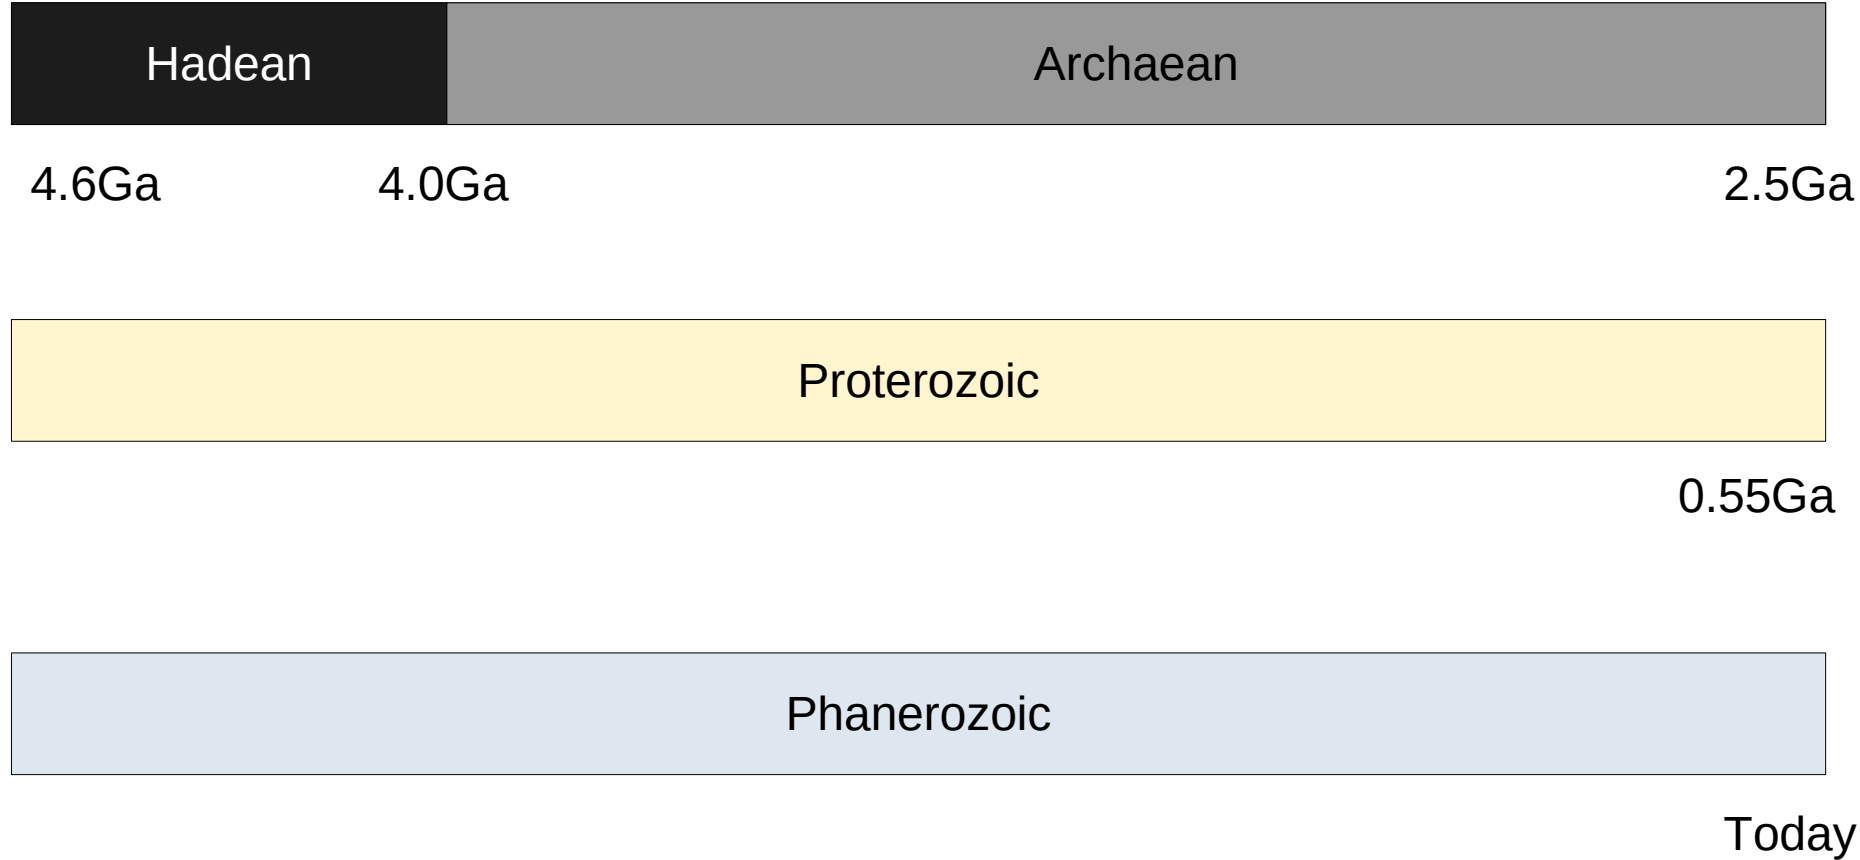 Hadean Archaean
4.6Ga 4.0Ga 2.5Ga
Proterozoic
0.55Ga
Phanerozoic
Today